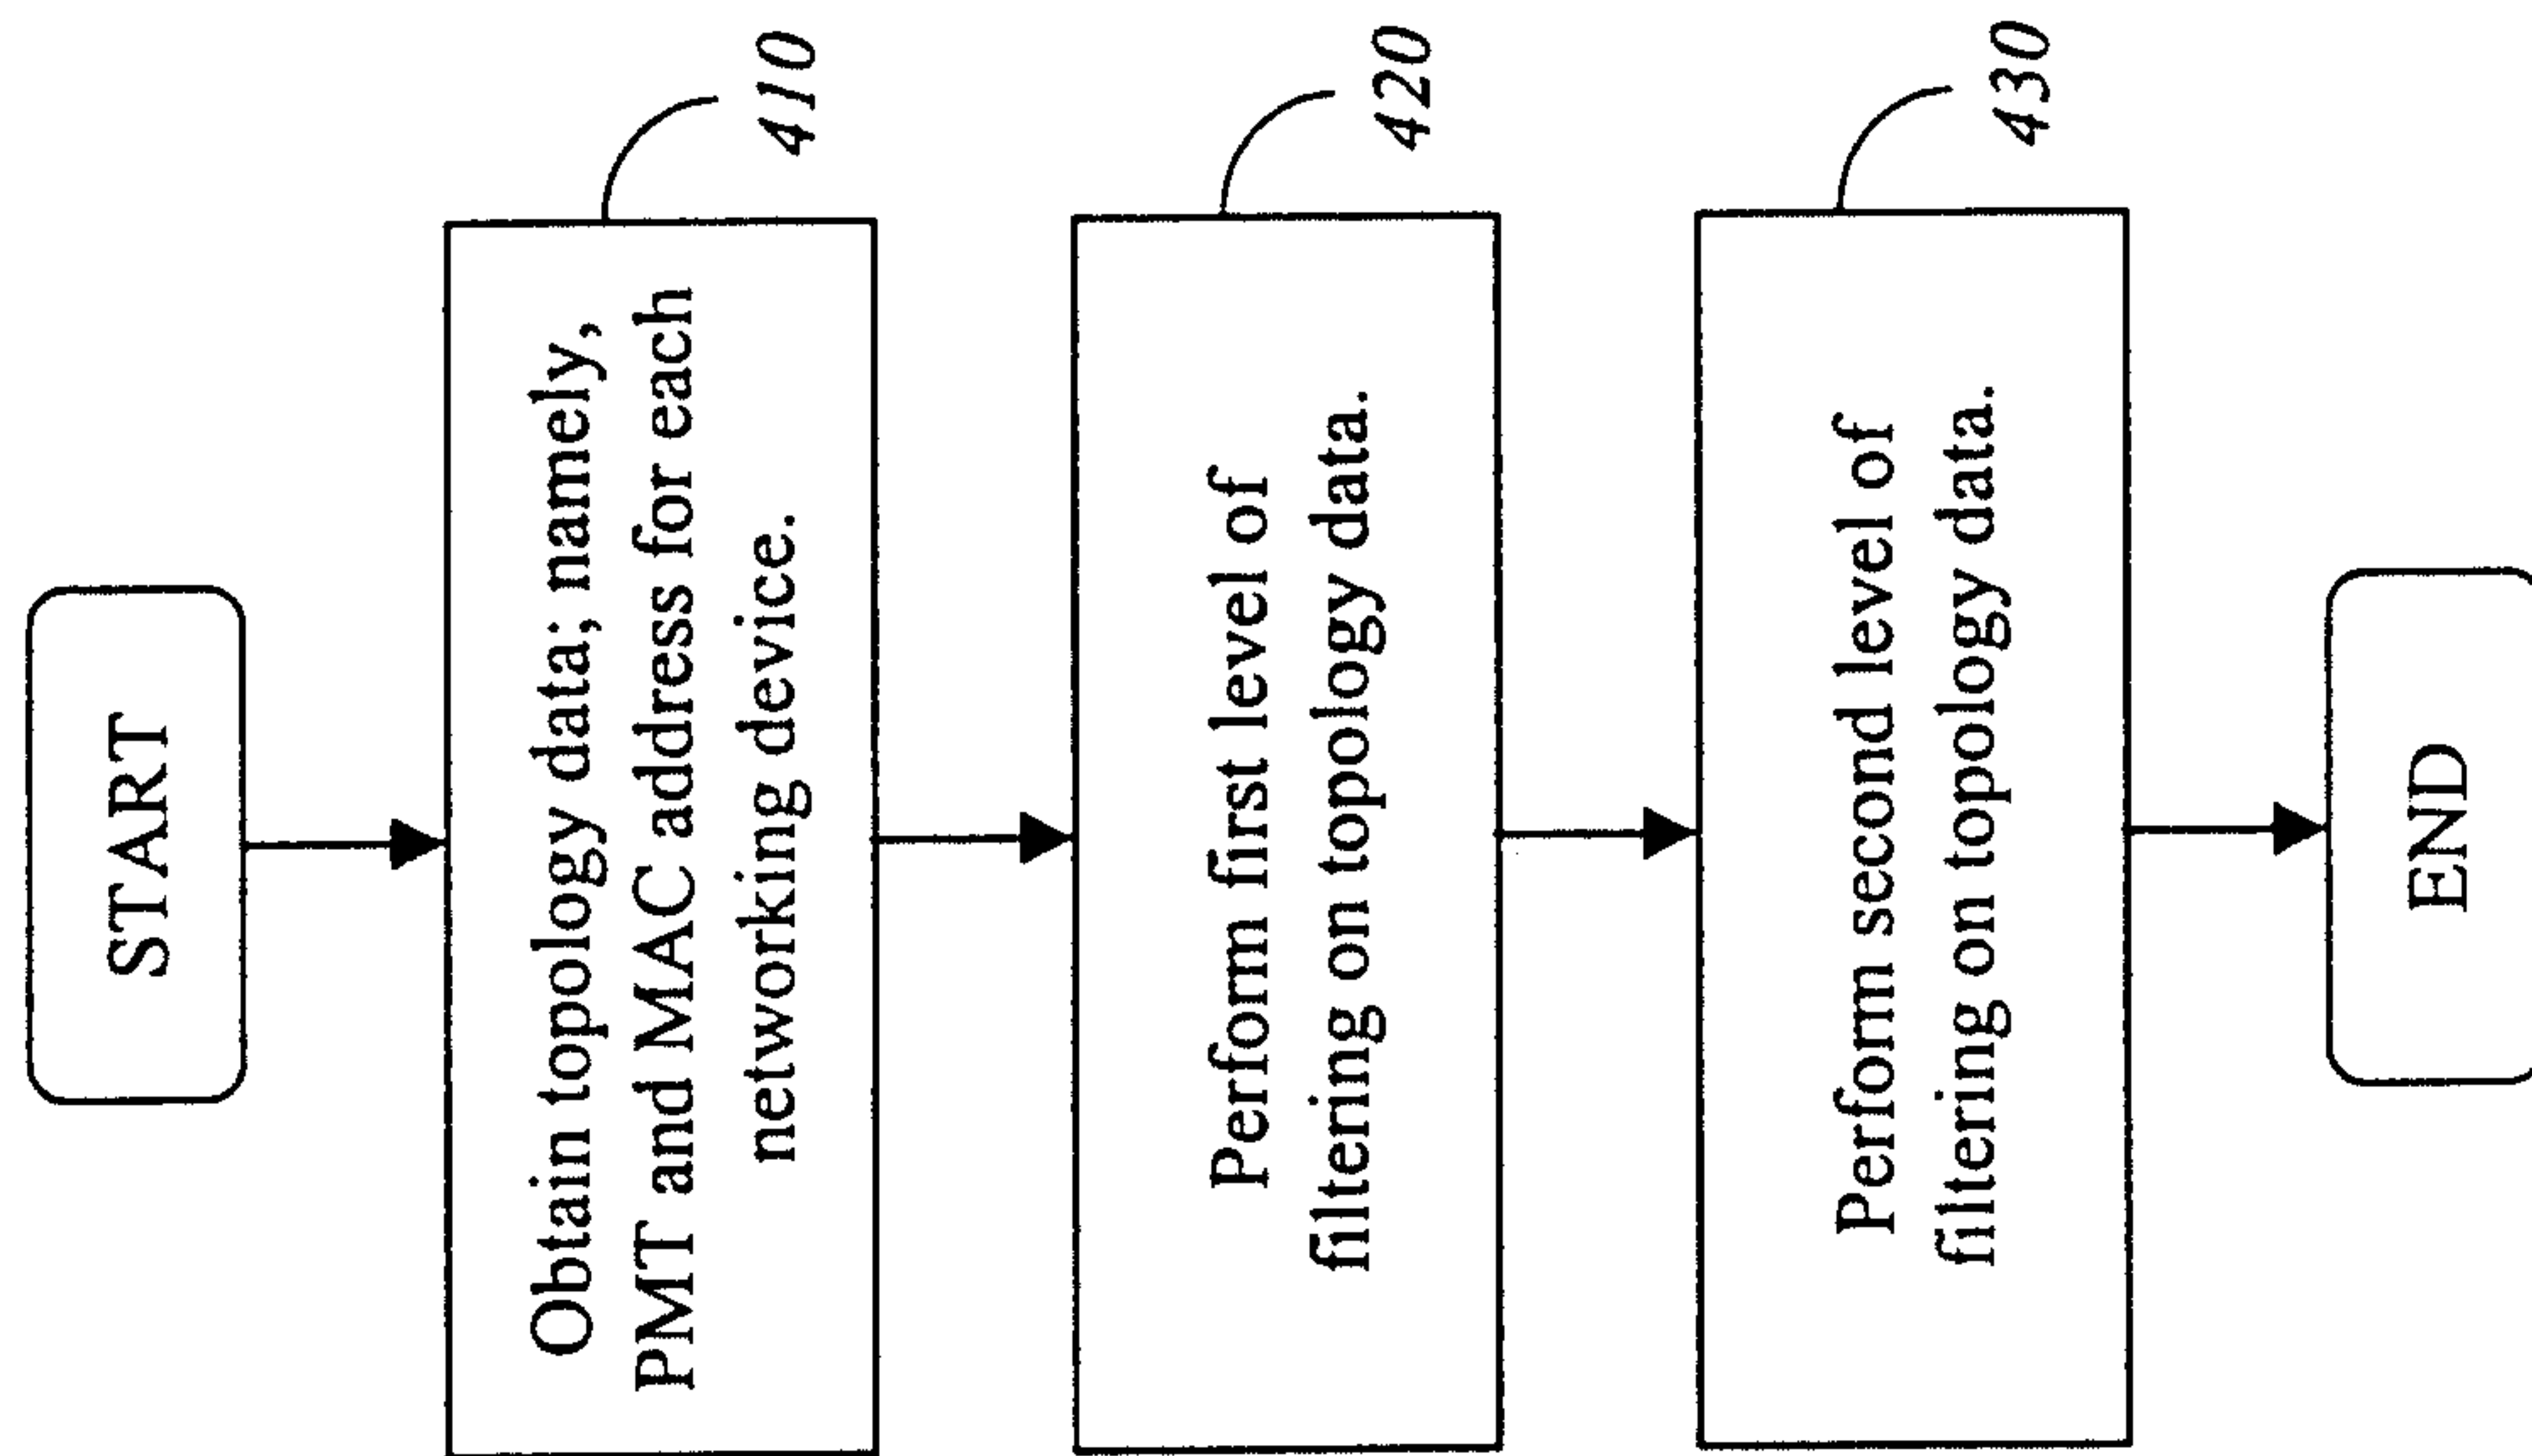 START
Obtain topology data; namely,
PMT and MAC address for each
networking device.
410
Perform first level of
filtering on topology data.
420
Perform second level of
filtering on topology data.
430
END